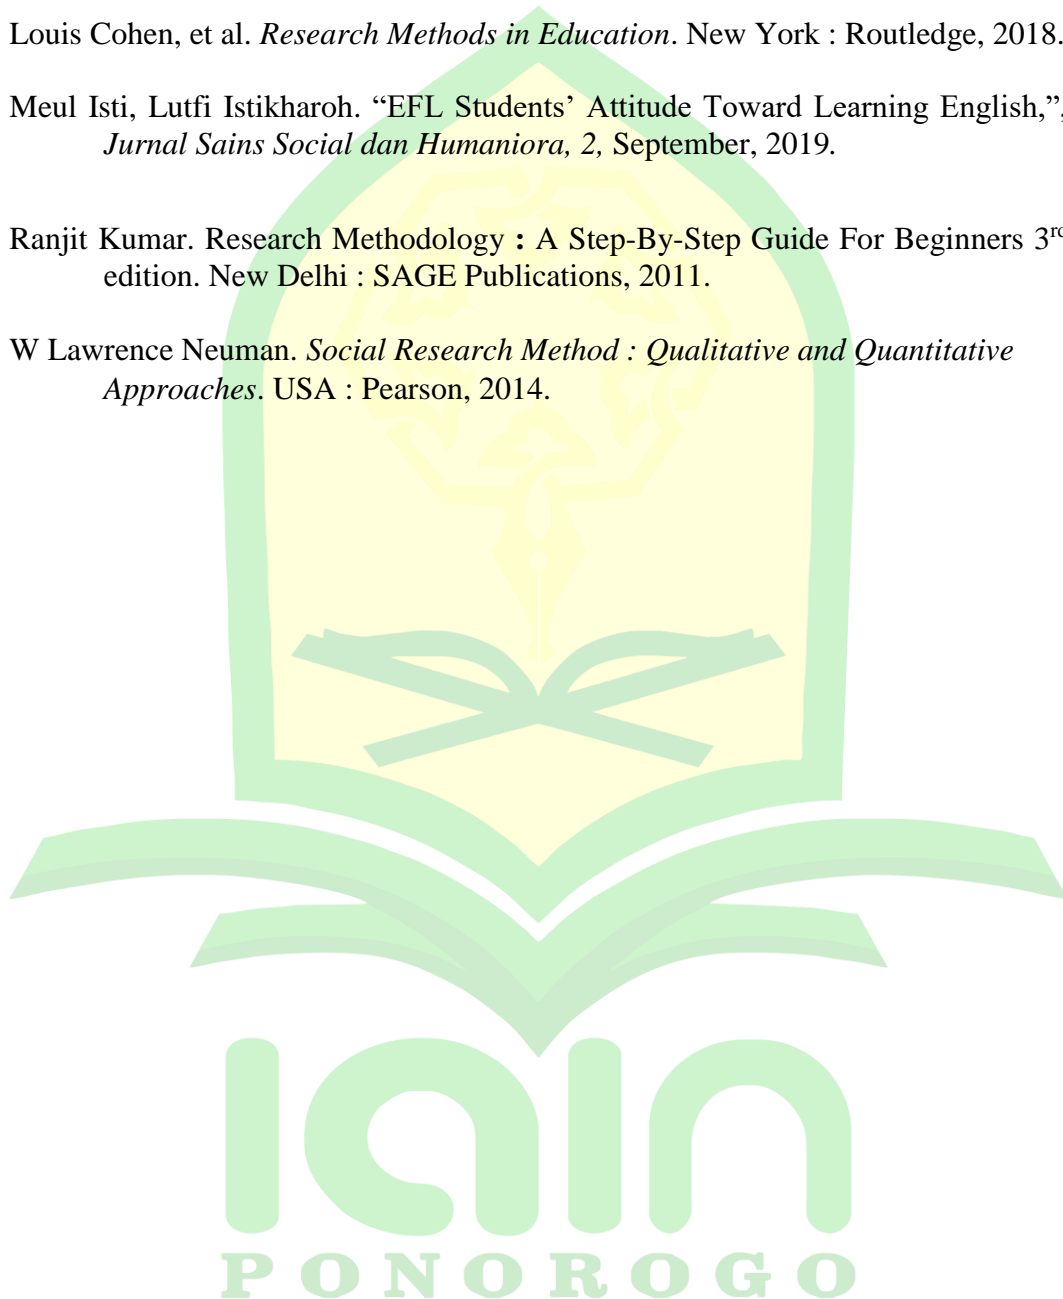 Louis Cohen, et al. Research Methods in Education. New York : Routledge, 2018.
Meul Isti, Lutfi Istikharoh. “EFL Students’ Attitude Toward Learning English,”,
Jurnal Sains Social dan Humaniora, 2, September, 2019.
Ranjit Kumar. Research Methodology : A Step-By-Step Guide For Beginners 3rd
edition. New Delhi : SAGE Publications, 2011.
W Lawrence Neuman. Social Research Method : Qualitative and Quantitative
Approaches. USA : Pearson, 2014.
iain
PONOROGO